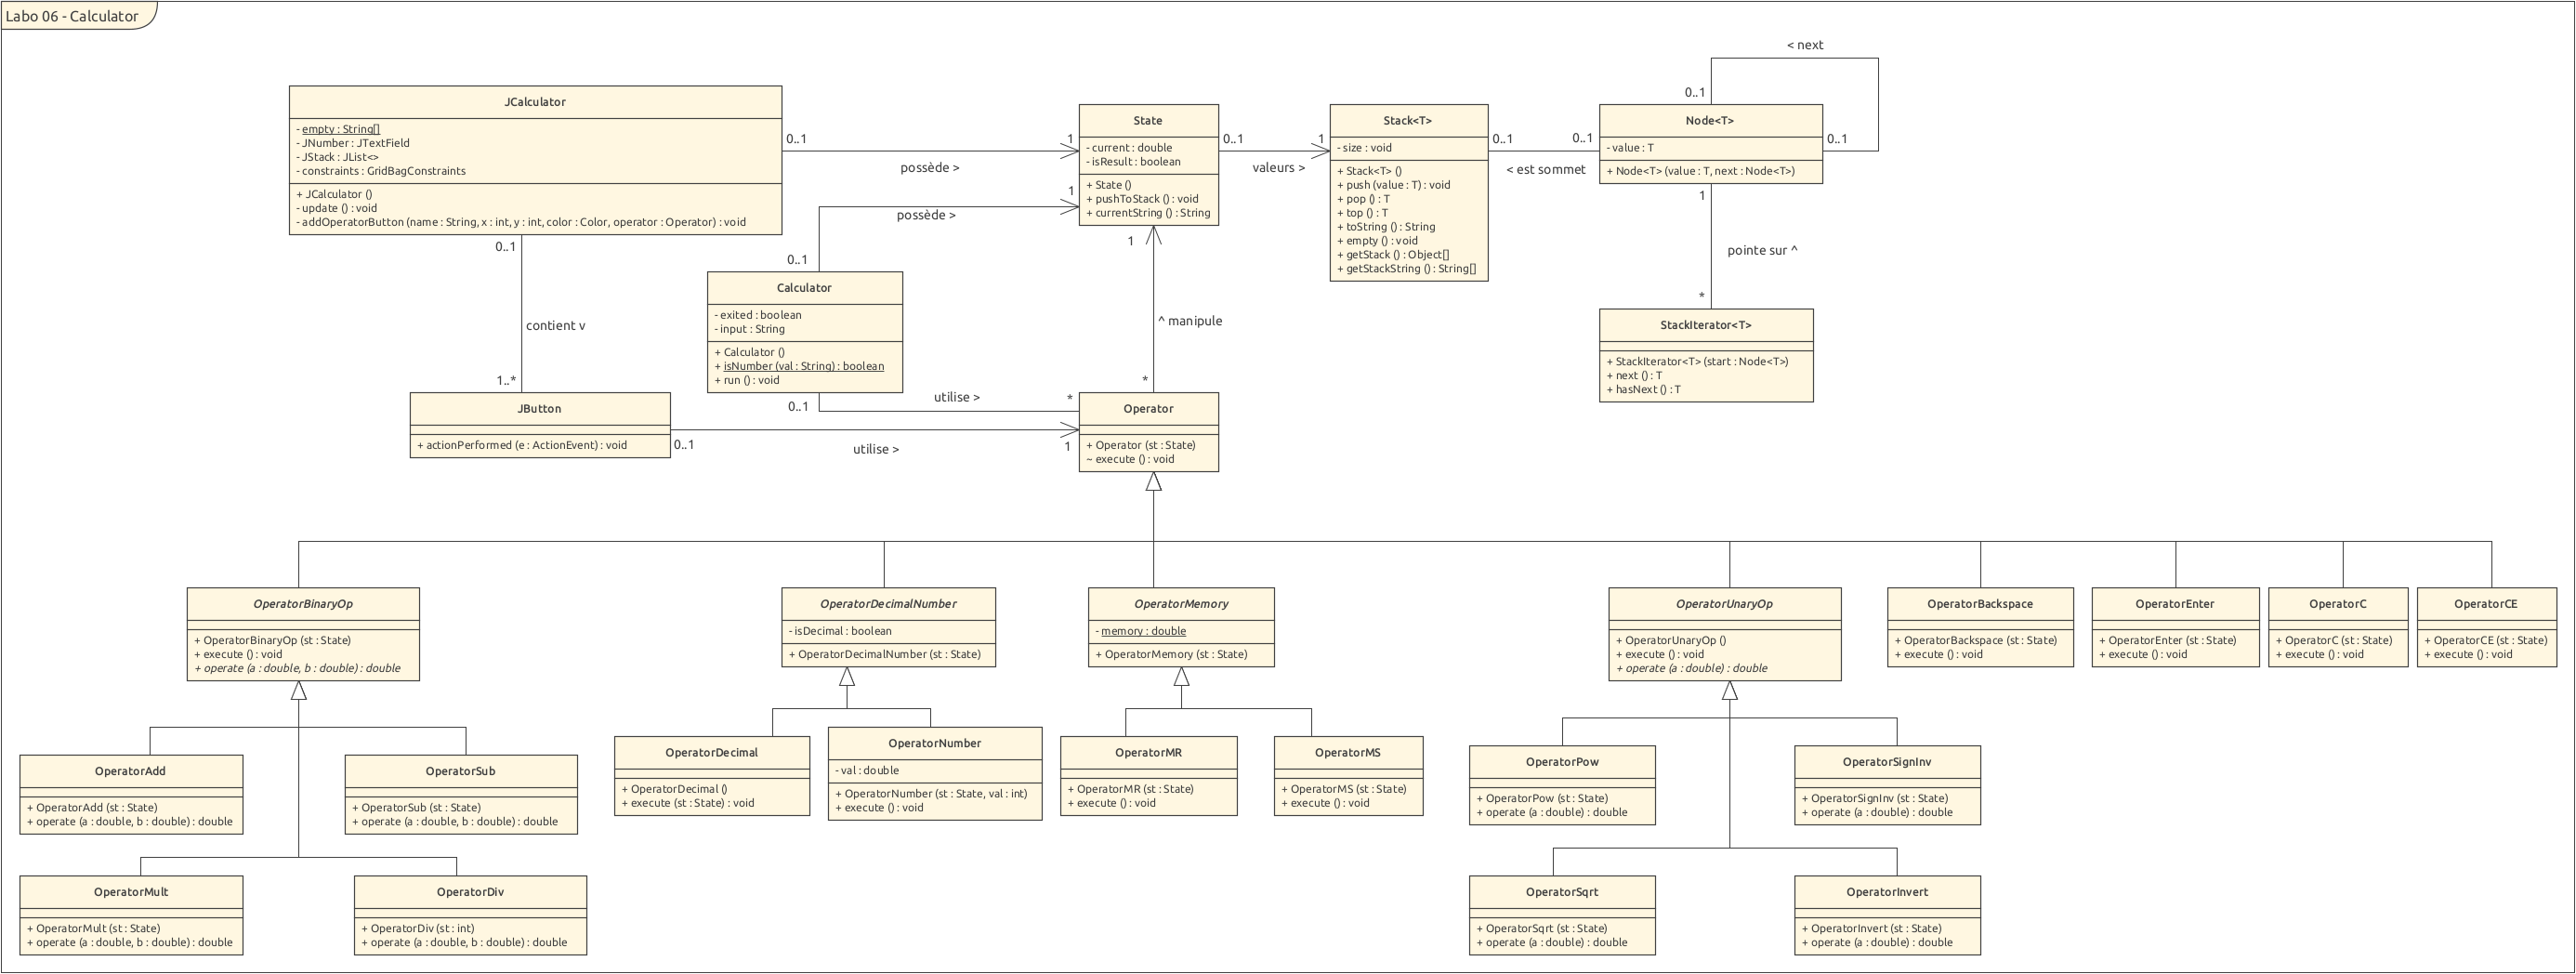 Labo 06 - Calculator
< next
0..1
0..1
JCalculator
- empty : String[]
- JNumber : JTextField
- JStack : JList<>
- constraints : GridBagConstraints
+ JCalculator ()
- update () : void
- addOperatorButton (name : String, x : int, y : int, color : Color, operator : Operator) : void
0..1
1
possède >
State
- current : double
- isResult : boolean
+ State ()
+ pushToStack () : void
+ currentString () : String
0..1
1
valeurs >
Stack<T>
- size : void
+ Stack<T> ()
+ push (value : T) : void
+ pop () : T
+ top () : T
+ toString () : String
+ empty () : void
+ getStack () : Object[]
+ getStackString () : String[]
0..1
0..1
< est sommet
Node<T>
- value : T
+ Node<T> (value : T, next : Node<T>)
1
pointe sur ^
*
StackIterator<T>
+ StackIterator<T> (start : Node<T>)
+ next () : T
+ hasNext () : T
1
possède >
0..1
Calculator
- exited : boolean
- input : String
+ Calculator ()
+ isNumber (val : String) : boolean
+ run () : void
0..1
utilise >
*
1
^ manipule
*
0..1
contient v
1..*
JButton
+ actionPerformed (e : ActionEvent) : void
0..1
utilise >
1
Operator
+ Operator (st : State)
~ execute () : void
OperatorBinaryOp
+ OperatorBinaryOp (st : State)
+ execute () : void
+ operate (a : double, b : double) : double
OperatorDecimalNumber
- isDecimal : boolean
+ OperatorDecimalNumber (st : State)
OperatorMemory
- memory : double
+ OperatorMemory (st : State)
OperatorUnaryOp
+ OperatorUnaryOp ()
+ execute () : void
+ operate (a : double) : double
OperatorBackspace
+ OperatorBackspace (st : State)
+ execute () : void
OperatorEnter
+ OperatorEnter (st : State)
+ execute () : void
OperatorC
+ OperatorC (st : State)
+ execute () : void
OperatorCE
+ OperatorCE (st : State)
+ execute () : void
OperatorAdd
+ OperatorAdd (st : State)
+ operate (a : double, b : double) : double
OperatorSub
+ OperatorSub (st : State)
+ operate (a : double, b : double) : double
OperatorDecimal
+ OperatorDecimal ()
+ execute (st : State) : void
OperatorNumber
- val : double
+ OperatorNumber (st : State, val : int)
+ execute () : void
OperatorMR
+ OperatorMR (st : State)
+ execute () : void
OperatorMS
+ OperatorMS (st : State)
+ execute () : void
OperatorPow
+ OperatorPow (st : State)
+ operate (a : double) : double
OperatorSignInv
+ OperatorSignInv (st : State)
+ operate (a : double) : double
OperatorMult
+ OperatorMult (st : State)
+ operate (a : double, b : double) : double
OperatorDiv
+ OperatorDiv (st : int)
+ operate (a : double, b : double) : double
OperatorSqrt
+ OperatorSqrt (st : State)
+ operate (a : double) : double
OperatorInvert
+ OperatorInvert (st : State)
+ operate (a : double) : double